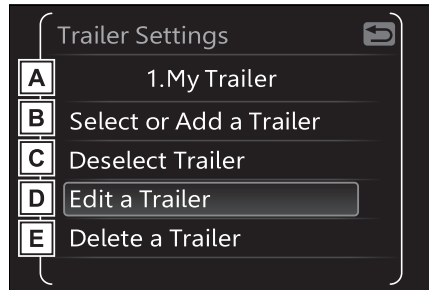 Trailer Settings
A 1.My Trailer
B Select or Add a Trailer
C Deselect Trailer
D Edit a Trailer
E Delete a Trailer